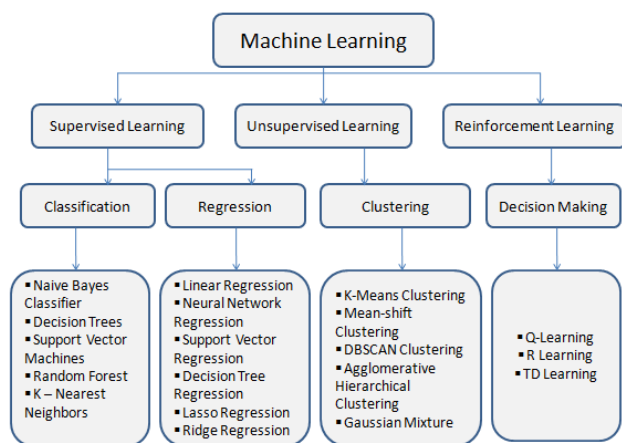 Machine Learning
Supervised Learning
Unsupervised Learning
Reinforcement Learning
Classification
Regression
Clustering
Decision Making
▪ Naive Bayes
Classifier
▪ Decision Trees
▪ Support Vector
Machines
▪ Random Forest
▪ K – Nearest
Neighbors
▪ Linear Regression
▪ Neural Network
Regression
▪ Support Vector
Regression
▪ Decision Tree
Regression
▪ Lasso Regression
▪ Ridge Regression
▪ K-Means Clustering
▪ Mean-shift
Clustering
▪ DBSCAN Clustering
▪ Agglomerative
Hierarchical
Clustering
▪ Gaussian Mixture
▪ Q-Learning
▪ R Learning
▪ TD Learning